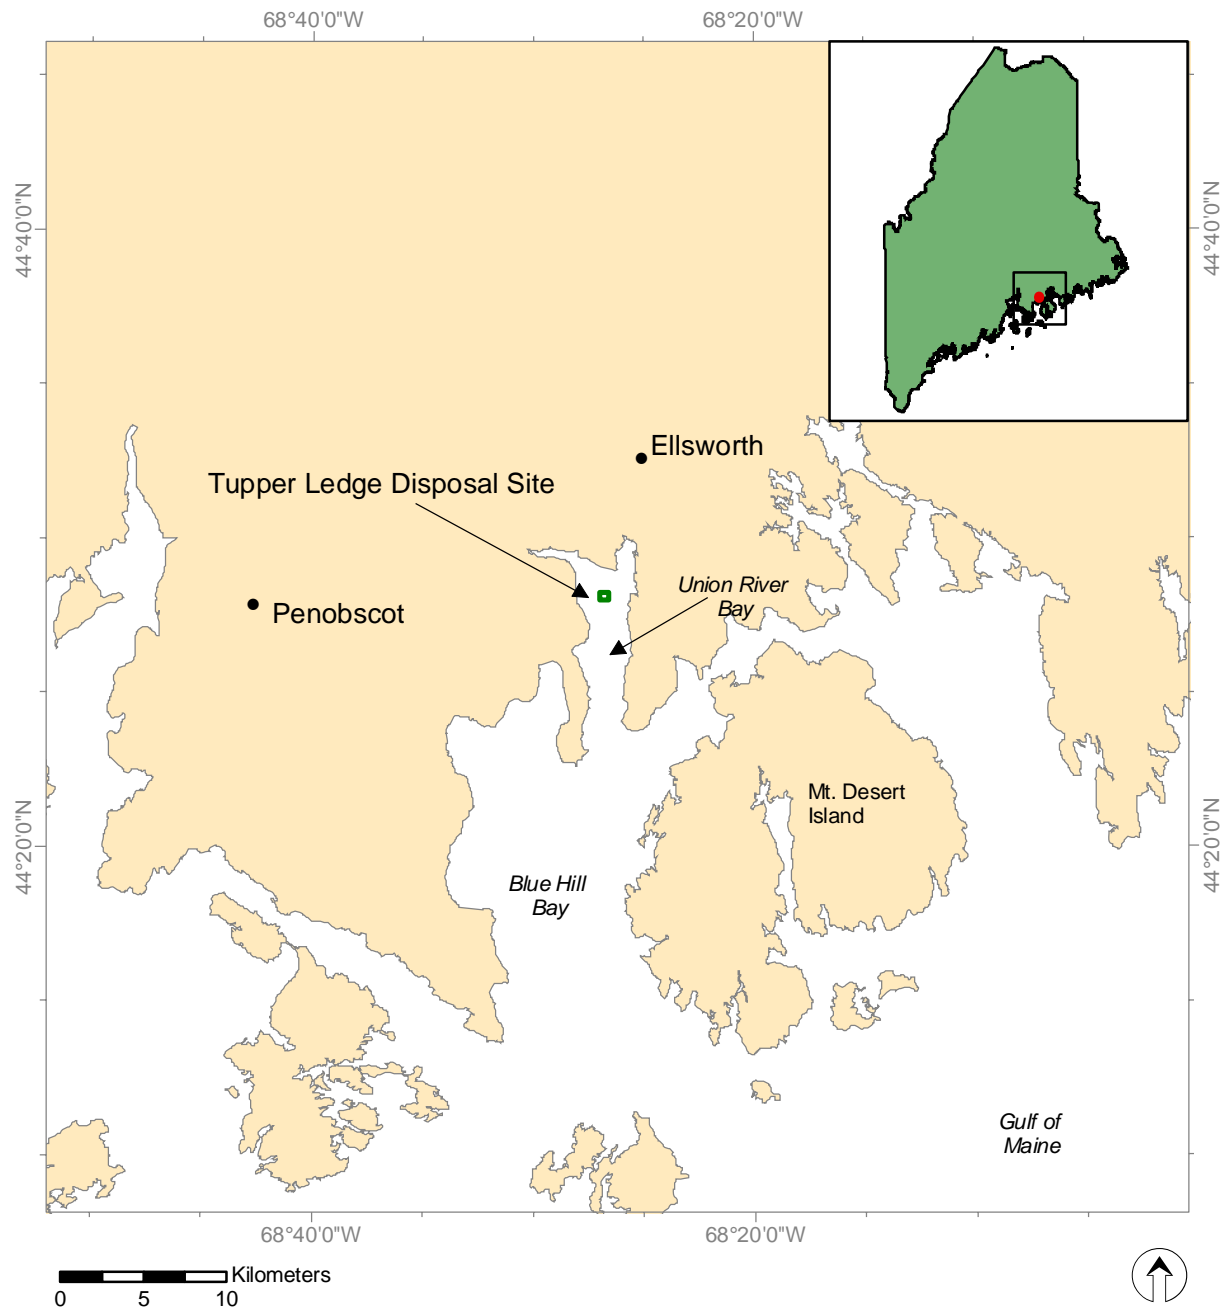 68°40'0"W
68°20'0"W
44°40'0"N
44°40'0"N
Ellsworth
Tupper Ledge Disposal Site
Union River
Bay
Penobscot
Mt. Desert
Island
44°20'0"N
44°20'0"N
Blue Hill
Bay
Gulf of
Maine
68°40'0"W
68°20'0"W
Kilometers
0
5
10